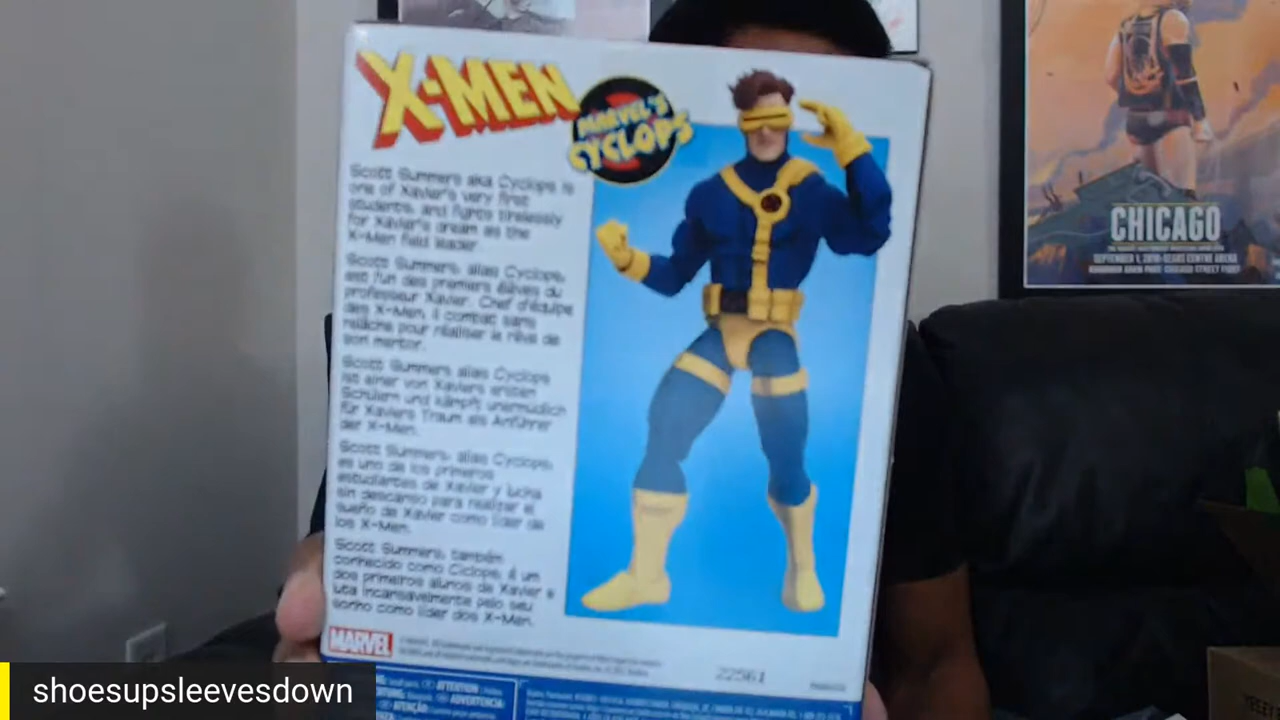 X-MEN
MARVEL'S
CYCLOPS
Scott Summers aka Cyclops is
one of Xavier's very first
students, and fights tirelessly
for Xavier's dream as the
X-Men field leader.
Scott Summers, alias Cyclope,
est l'un des premiers élèves du
professeur Xavier. Chef d'équipe
des X-Men, il combat sans
relâche pour réaliser le rêve de
son mentor.
Scott Summers alias Cyclops
ist einer von Xaviers ersten
Schülern und kämpft unermüdlich
für Xaviers Traum als Anführer
der X-Men.
Scott Summers, alias Cyclops,
es uno de los primeros
estudiantes de Xavier y lucha
sin descanso para realizar el
sueño de Xavier como líder de
los X-Men.
Scott Summers, também
conhecido como Ciclope, é um
dos primeiros alunos de Xavier e
luta incansavelmente pelo seu
sonho como líder dos X-Men.
MARVEL
22561
ATTENTION
ADVERTENCIA:
ATENÇÃO
CHICAGO
SEPTEMBER 1, 2018
shoesupsleevesdown